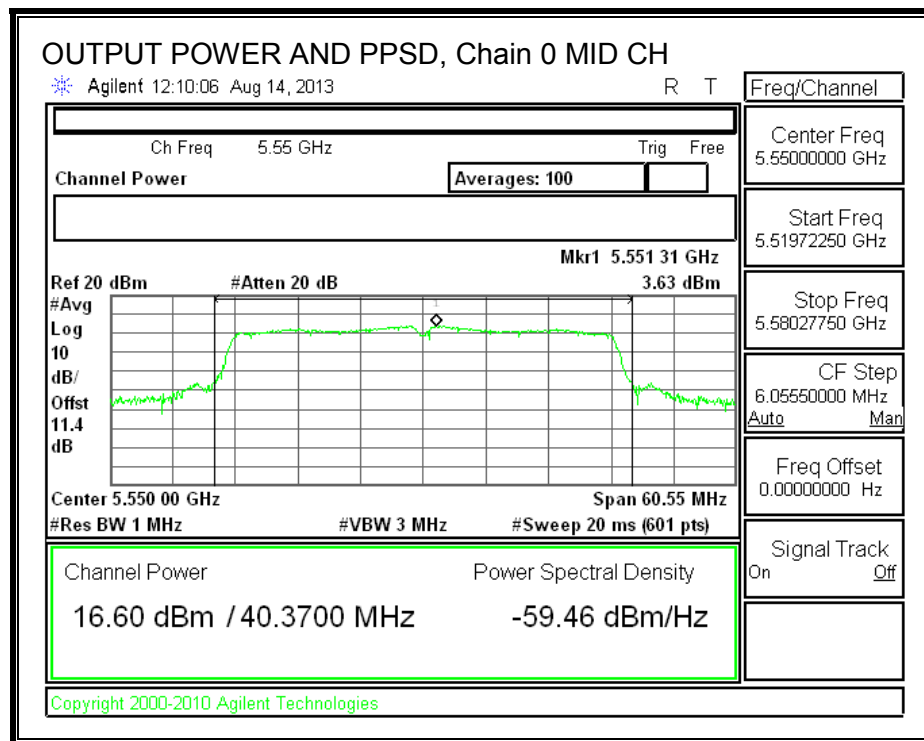 OUTPUT POWER AND PPSD, Chain 0 MID CH
Agilent 12:10:06 Aug 14, 2013 R T
Freq/Channel
Ch Freq 5.55 GHz Trig Free
Channel Power Averages: 100
Mkr1 5.551 31 GHz
Ref 20 dBm #Atten 20 dB 3.63 dBm
#Avg
Log
10
dB/
Offst
11.4
dB
1
Center 5.550 00 GHz Span 60.55 MHz
#Res BW 1 MHz #VBW 3 MHz #Sweep 20 ms (601 pts)
Channel Power Power Spectral Density
16.60 dBm / 40.3700 MHz -59.46 dBm/Hz
Center Freq
5.55000000 GHz
Start Freq
5.51972250 GHz
Stop Freq
5.58027750 GHz
CF Step
6.05550000 MHz
Auto Man
Freq Offset
0.00000000 Hz
Signal Track
On Off
Copyright 2000-2010 Agilent Technologies